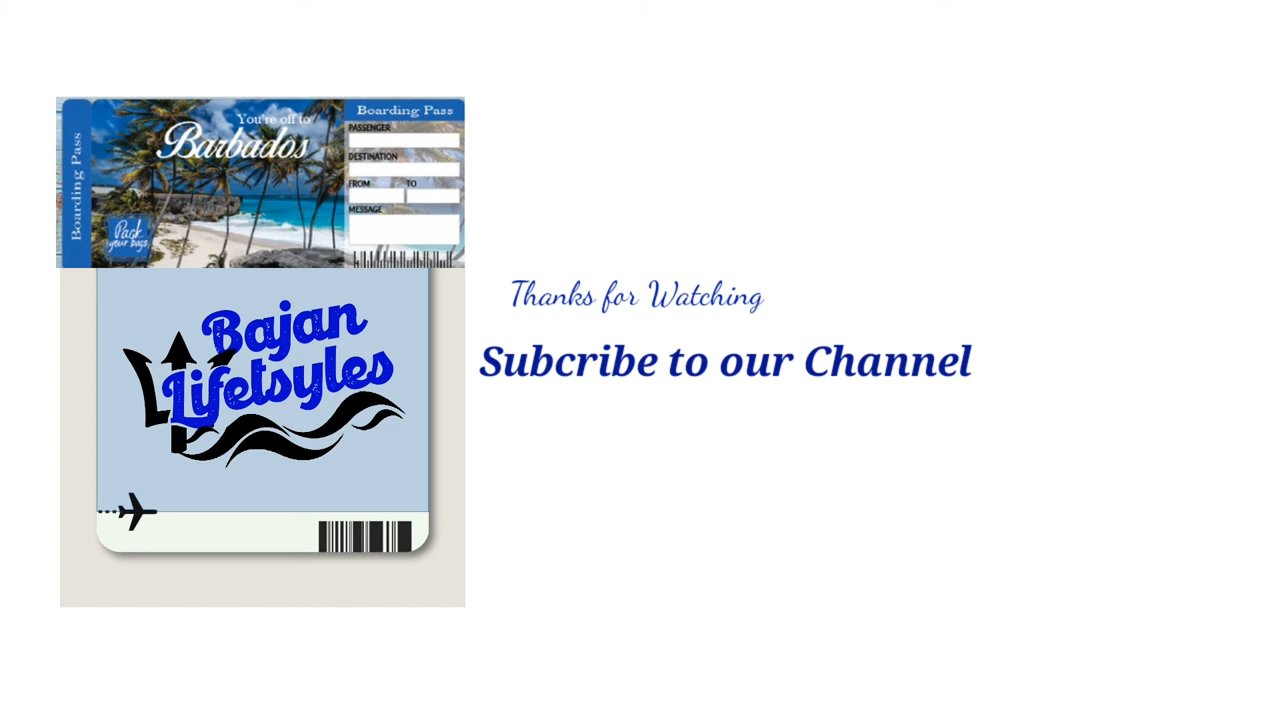 Boarding Pass
You're off to
Barbados
Pack
your bags
Boarding Pass
PASSENGER
DESTINATION
FROM TO
MESSAGE
Bajan
Lifetsyles
Thanks for Watching
Subcribe to our Channel